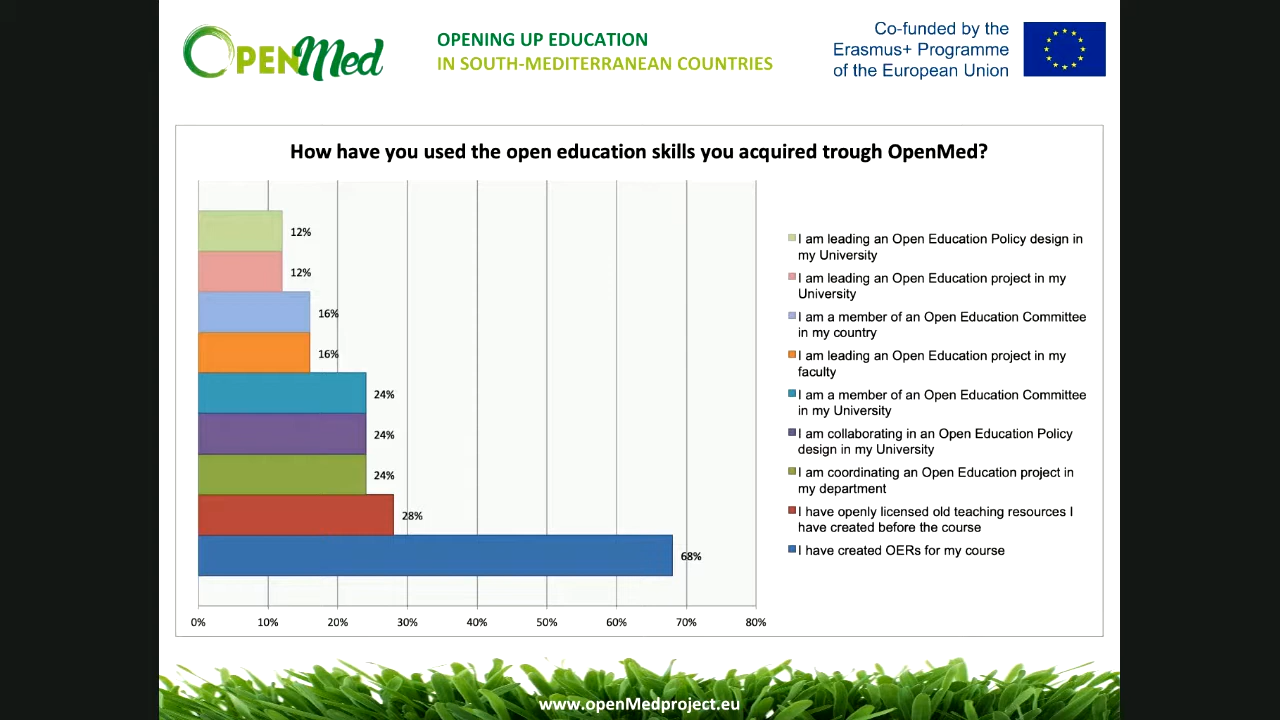 OPENMed
OPENING UP EDUCATION
IN SOUTH-MEDITERRANEAN COUNTRIES
Co-funded by the
Erasmus+ Programme
of the European Union
How have you used the open education skills you acquired trough OpenMed?
12%
12%
16%
16%
24%
24%
24%
28%
68%
0% 10% 20% 30% 40% 50% 60% 70% 80%
I am leading an Open Education Policy design in
my University
I am leading an Open Education project in my
University
I am a member of an Open Education Committee
in my country
I am leading an Open Education project in my
faculty
I am a member of an Open Education Committee
in my University
I am collaborating in an Open Education Policy
design in my University
I am coordinating an Open Education project in
my department
I have openly licensed old teaching resources I
have created before the course
I have created OERs for my course
www.openMedproject.eu